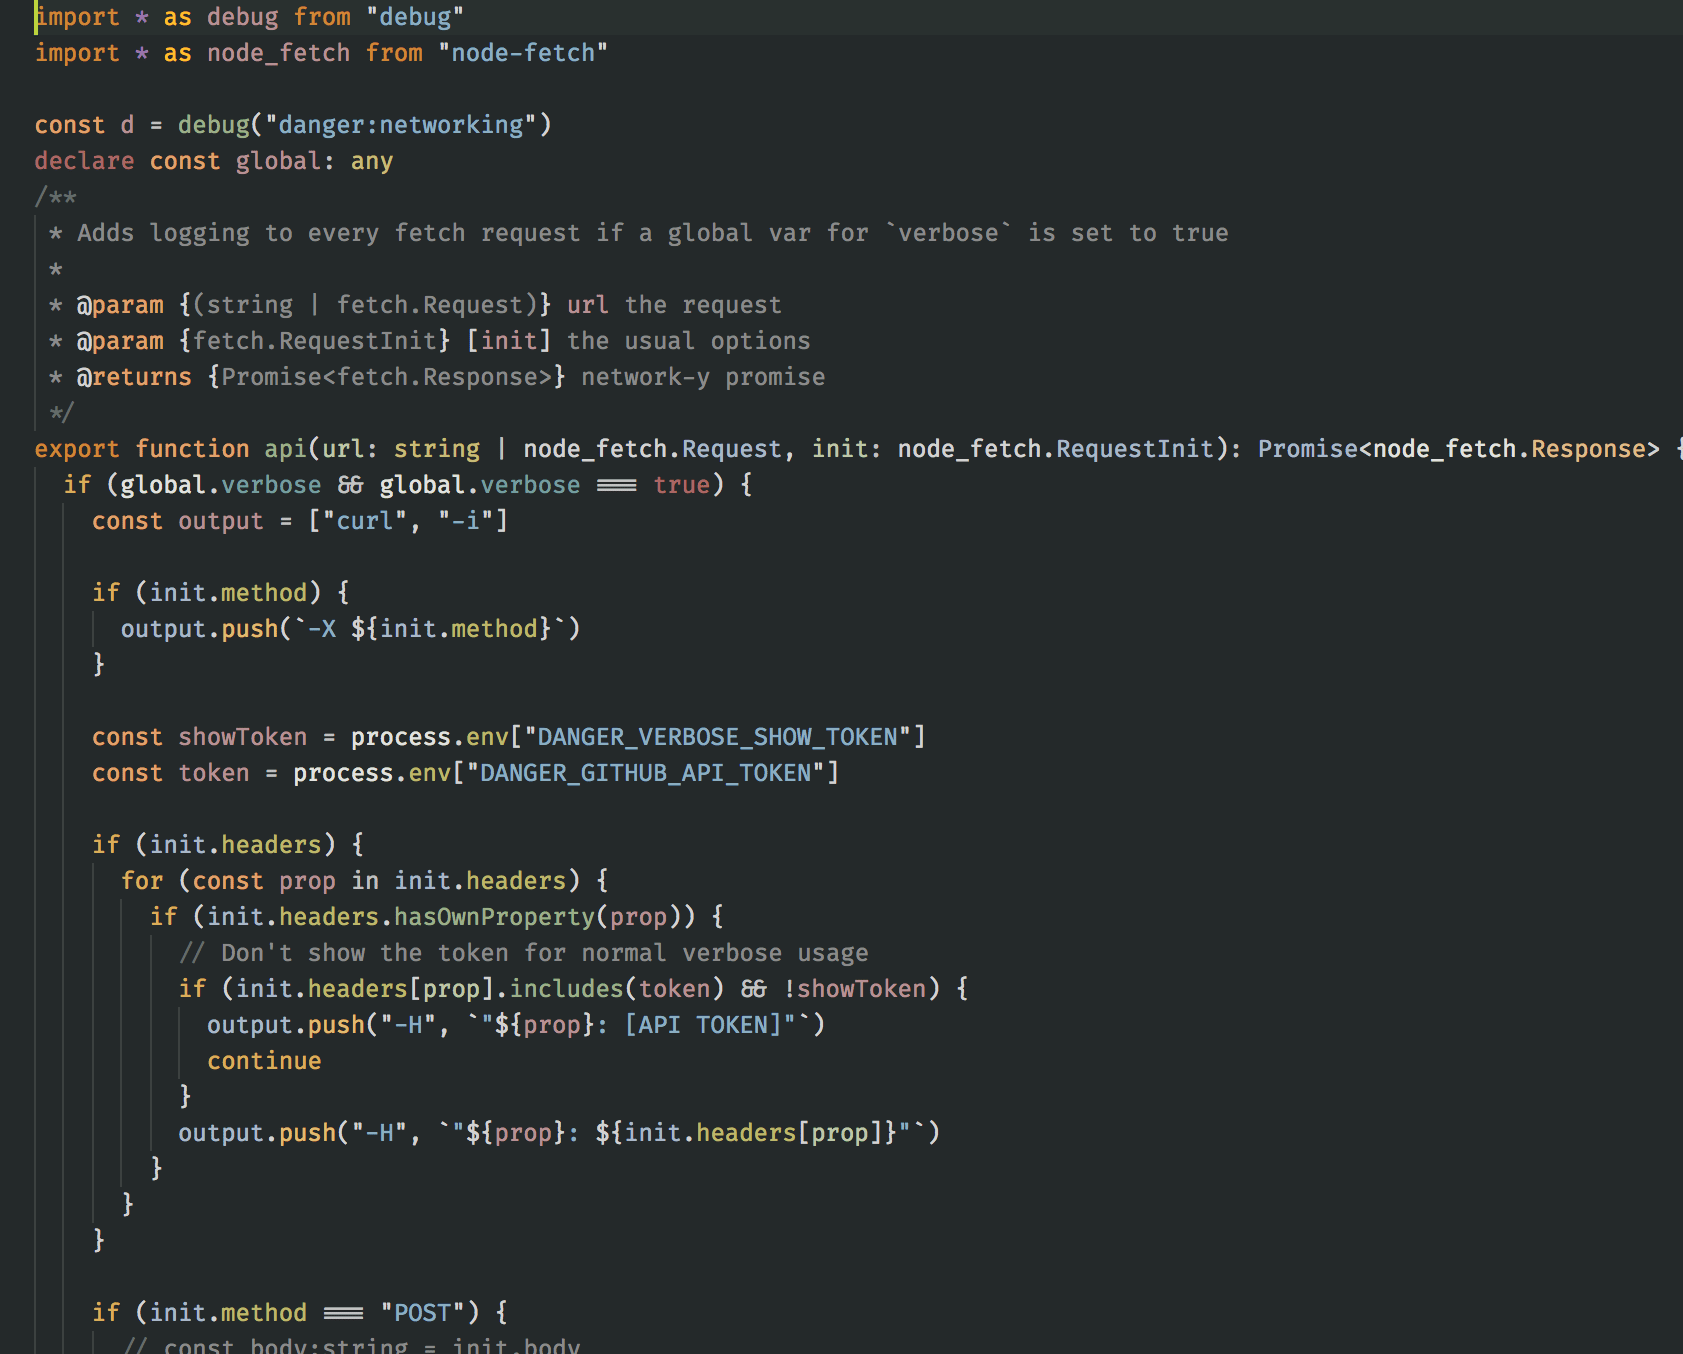 import * as debug from "debug"
import * as node_fetch from "node-fetch"

const d = debug("danger:networking")
declare const global: any
/**
 * Adds logging to every fetch request if a global var for `verbose` is set to true
 *
 * @param {(string | fetch.Request)} url the request
 * @param {fetch.RequestInit} [init] the usual options
 * @returns {Promise<fetch.Response>} network-y promise
 */
export function api(url: string | node_fetch.Request, init: node_fetch.RequestInit): Promise<node_fetch.Response> {
  if (global.verbose && global.verbose === true) {
    const output = ["curl", "-i"]

    if (init.method) {
      output.push(`-X ${init.method}`)
    }

    const showToken = process.env["DANGER_VERBOSE_SHOW_TOKEN"]
    const token = process.env["DANGER_GITHUB_API_TOKEN"]

    if (init.headers) {
      for (const prop in init.headers) {
        if (init.headers.hasOwnProperty(prop)) {
          // Don't show the token for normal verbose usage
          if (init.headers[prop].includes(token) && !showToken) {
            output.push("-H", `"${prop}: [API TOKEN]"`)
            continue
          }
          output.push("-H", `"${prop}: ${init.headers[prop]}"`)
        }
      }
    }

    if (init.method === "POST") {
      // const body:string = init.body